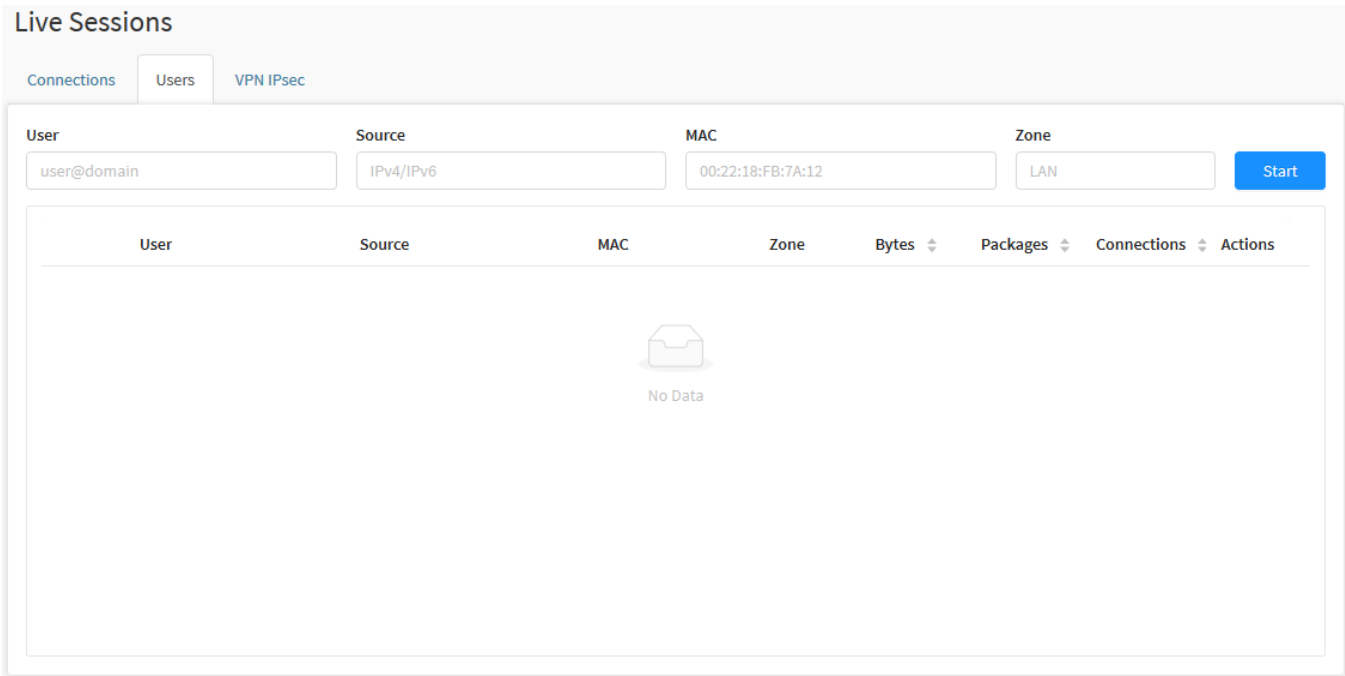 Live Sessions
Connections Users VPN IPsec
User Source MAC Zone
user@domain IPv4/IPv6 00:22:18:FB:7A:12 LAN Start
User Source MAC Zone Bytes Packages Connections Actions
No Data